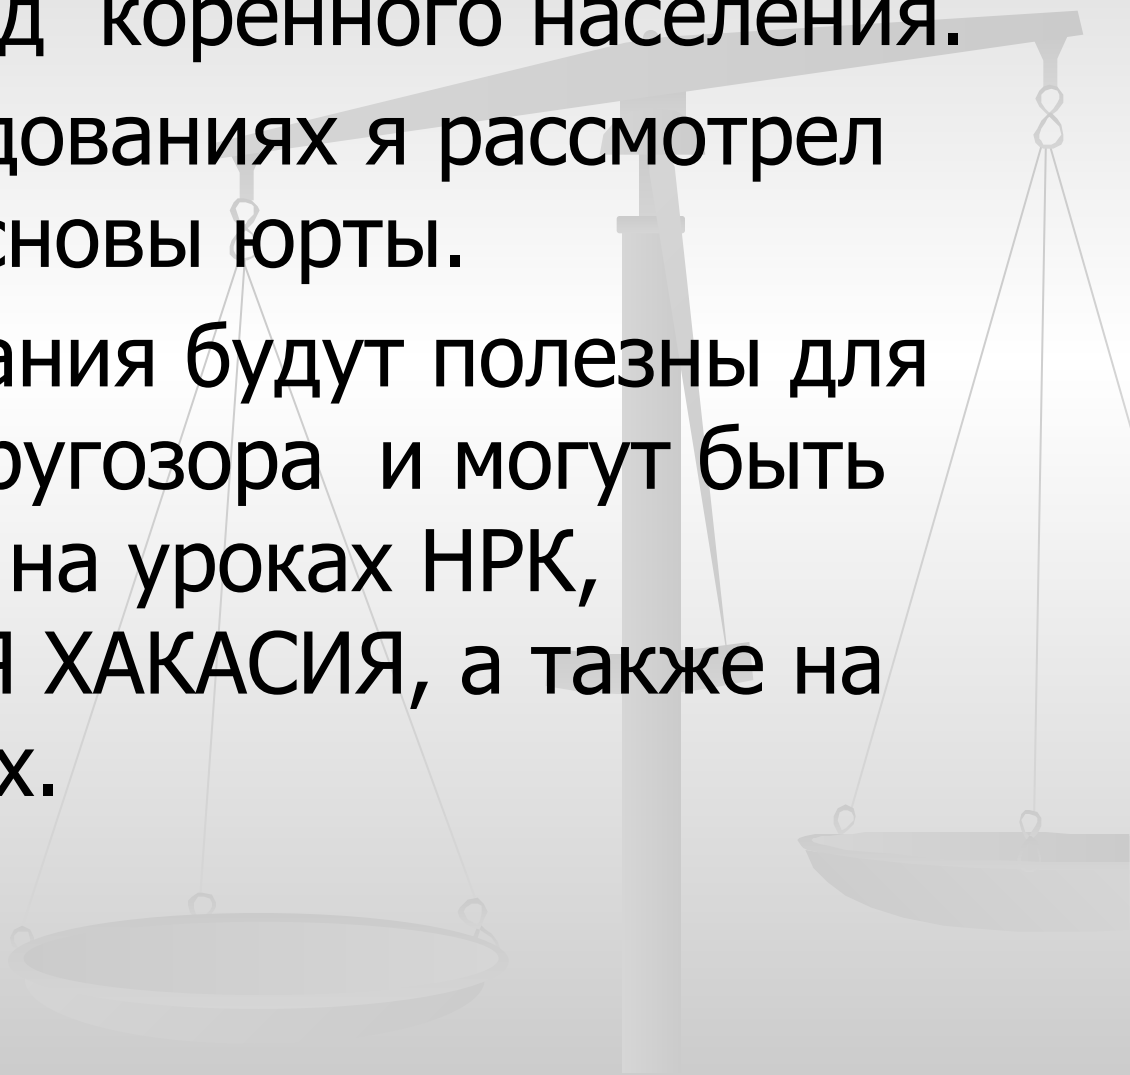 д коренного населения.
дованиях я рассмотрел
сновы юрты.
ания будут полезны для
ругозора и могут быть
на уроках НРК,
Я ХАКАСИЯ, а также на
х.